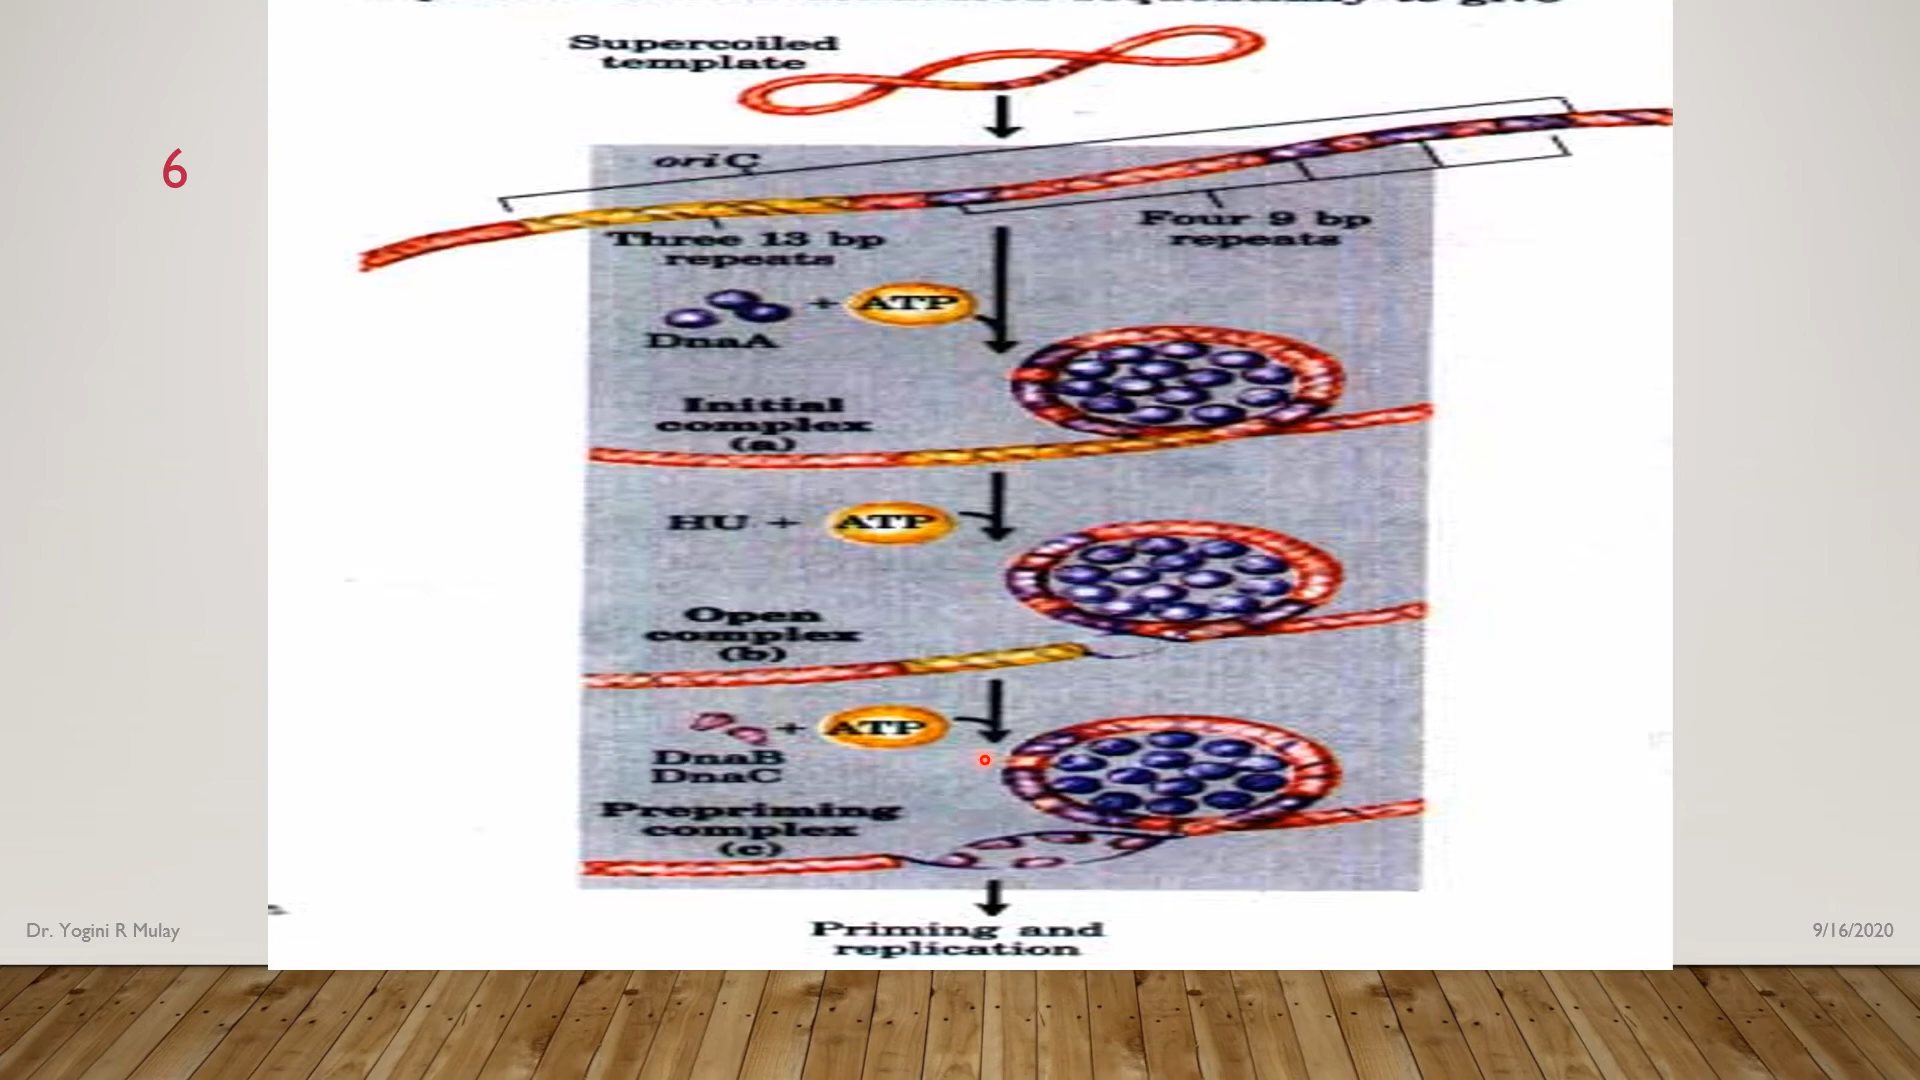 Supercoiled
template
6
oriC
Four 9 bp
repeats
Three 13 bp
repeats
+ ATP
DnaA
Initial
complex
(a)
HU + ATP
Open
complex
(b)
+ ATP
DnaB
DnaC
Prepriming
complex
(c)
Priming and
replication
Dr. Yogini R Mulay
9/16/2020